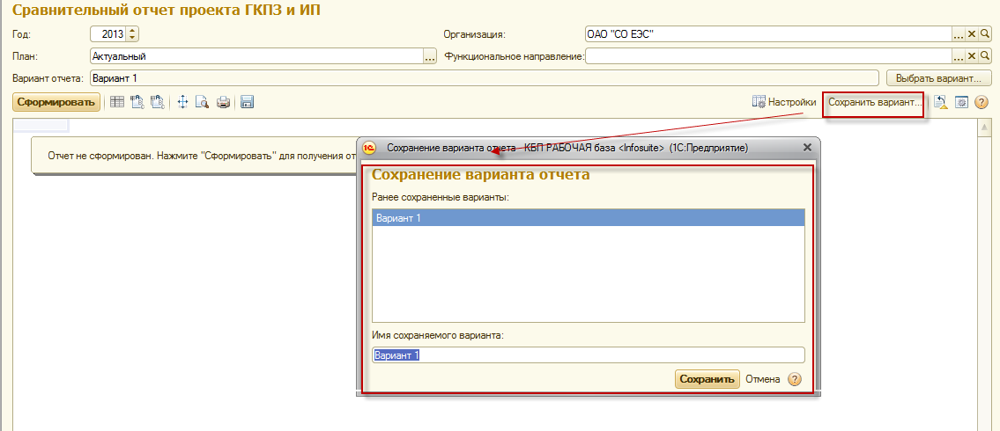 Сравнительный отчет проекта ГКПЗ и ИП
Год: 2013 Организация: ОАО "СО ЕЭС"
План: Актуальный Функциональное направление:
Вариант отчета: Вариант 1 Выбрать вариант...
Сформировать Настройки Сохранить вариант...
Отчет не сформирован. Нажмите "Сформировать" для получения от
Сохранение варианта отчета - КБП РАБОЧАЯ база <Infosuite> (1С:Предприятие)
Сохранение варианта отчета
Ранее сохраненные варианты:
Вариант 1
Имя сохраняемого варианта:
Вариант 1
Сохранить Отмена